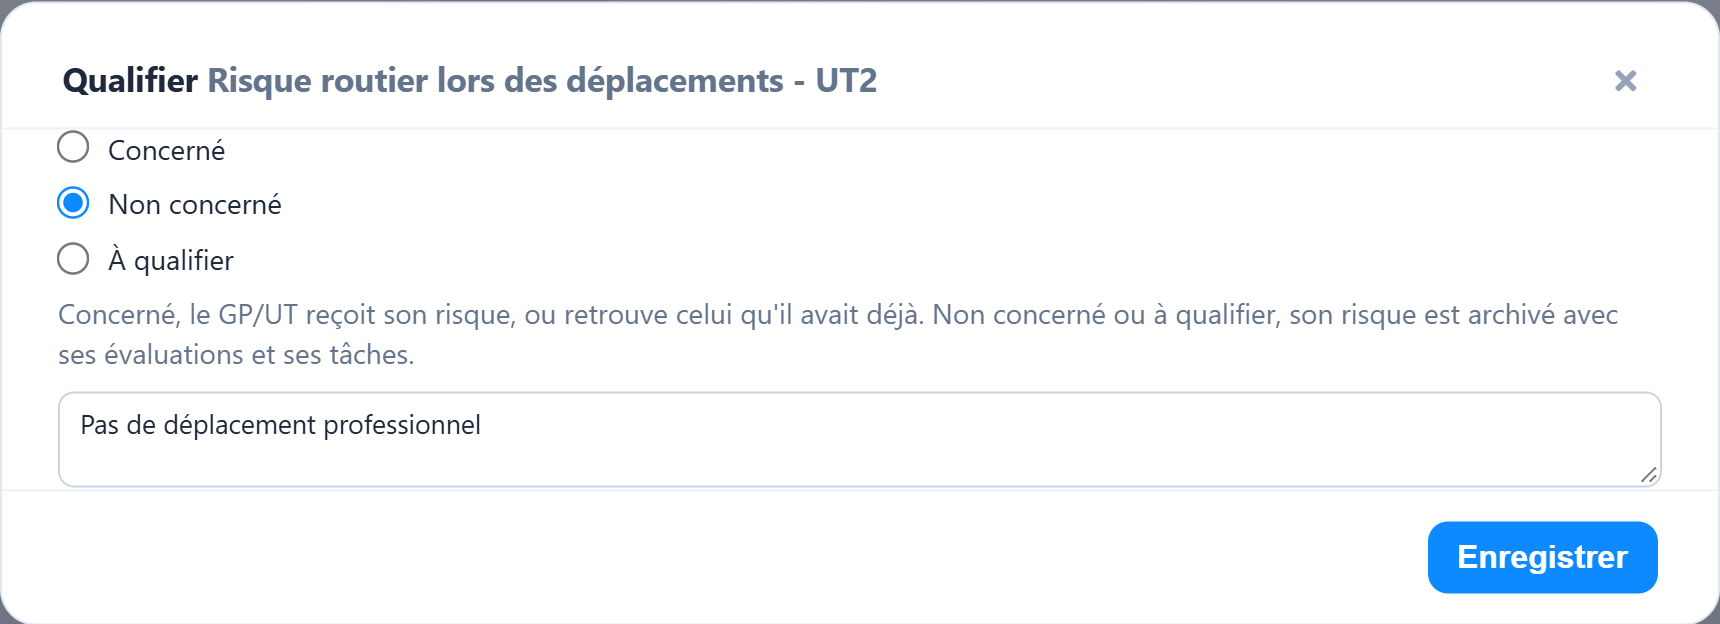 Qualifier Risque routier lors des déplacements - UT2
Concerné
Non concerné
À qualifier
Concerné, le GP/UT reçoit son risque, ou retrouve celui qu'il avait déjà. Non concerné ou à qualifier, son risque est archivé avec
ses évaluations et ses tâches.
Pas de déplacement professionnel
Enregistrer